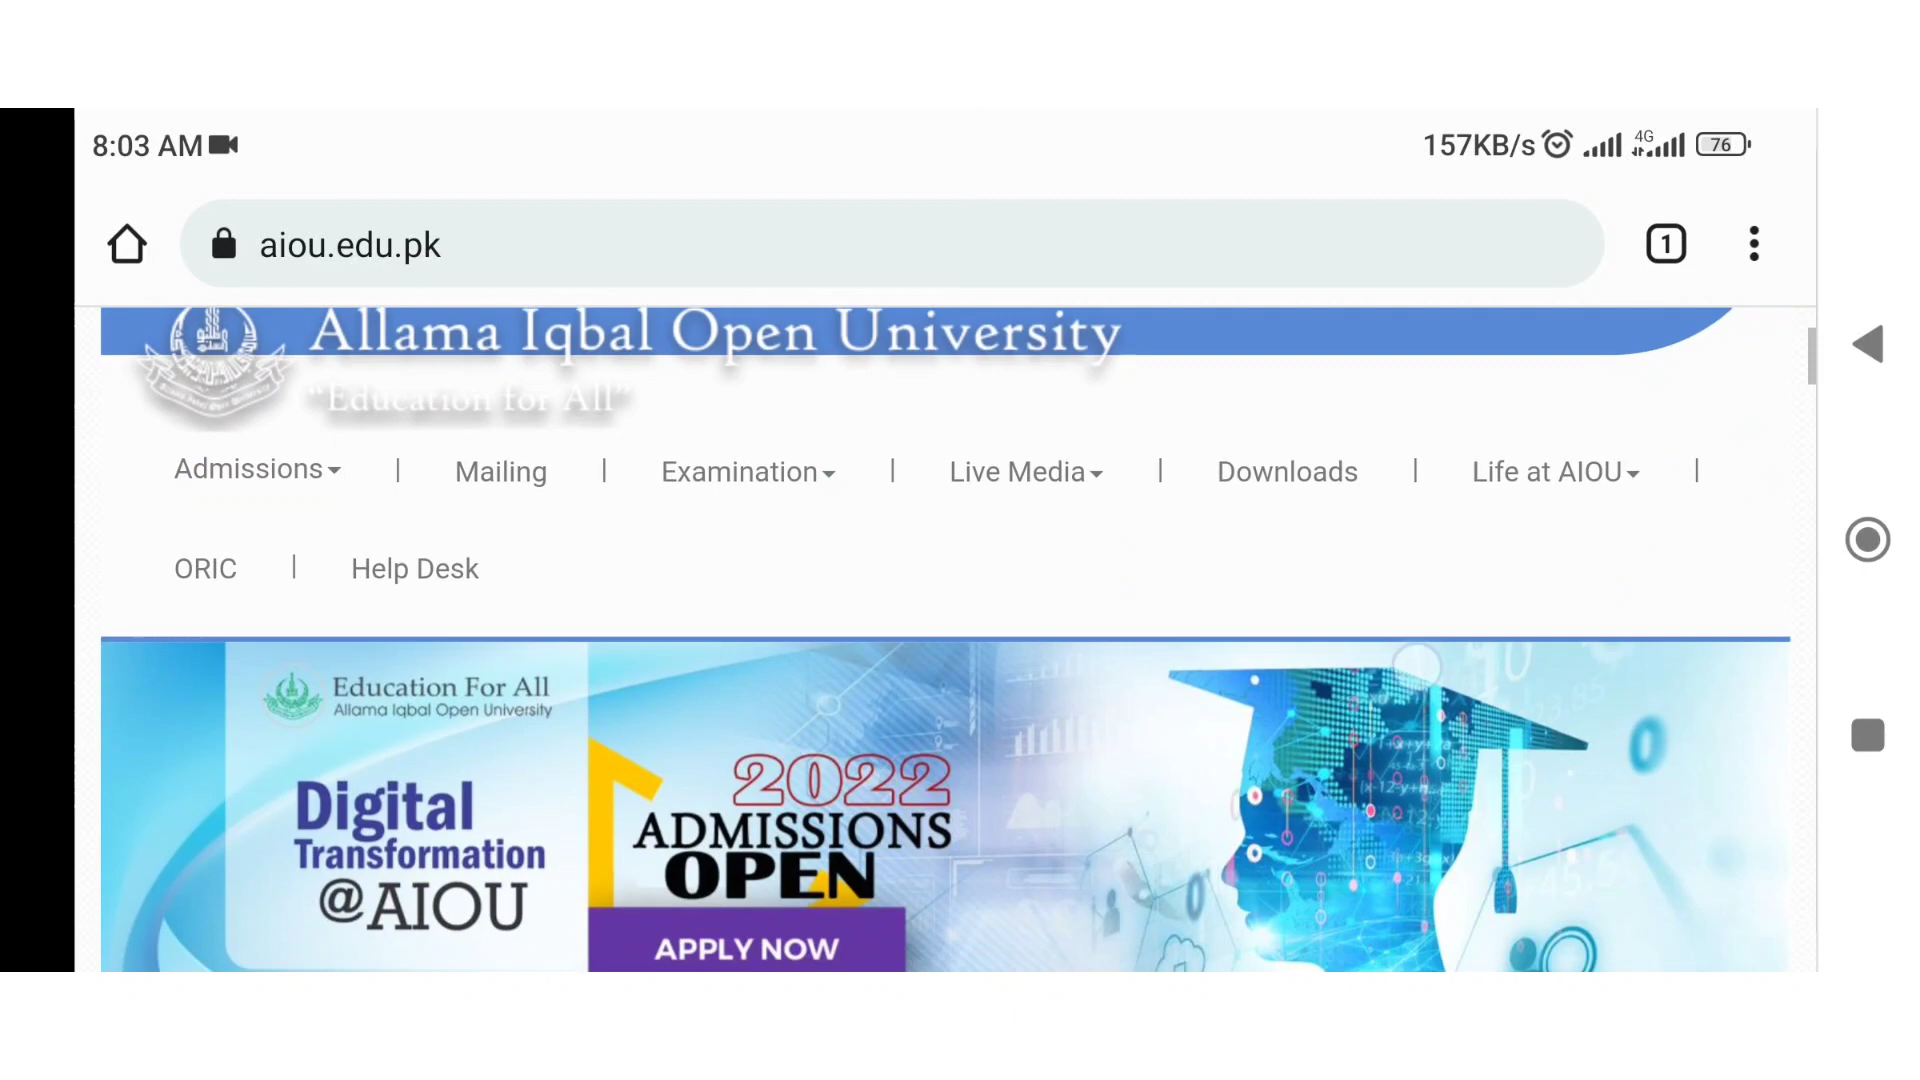 8:03 AM 157KB/s 4G 76
aiou.edu.pk 1
Allama Iqbal Open University
"Education for All"
Admissions | Mailing | Examination | Live Media | Downloads | Life at AIOU |
ORIC | Help Desk
Education For All
Allama Iqbal Open University
Digital
Transformation
@AIOU
2022
ADMISSIONS
OPEN
APPLY NOW